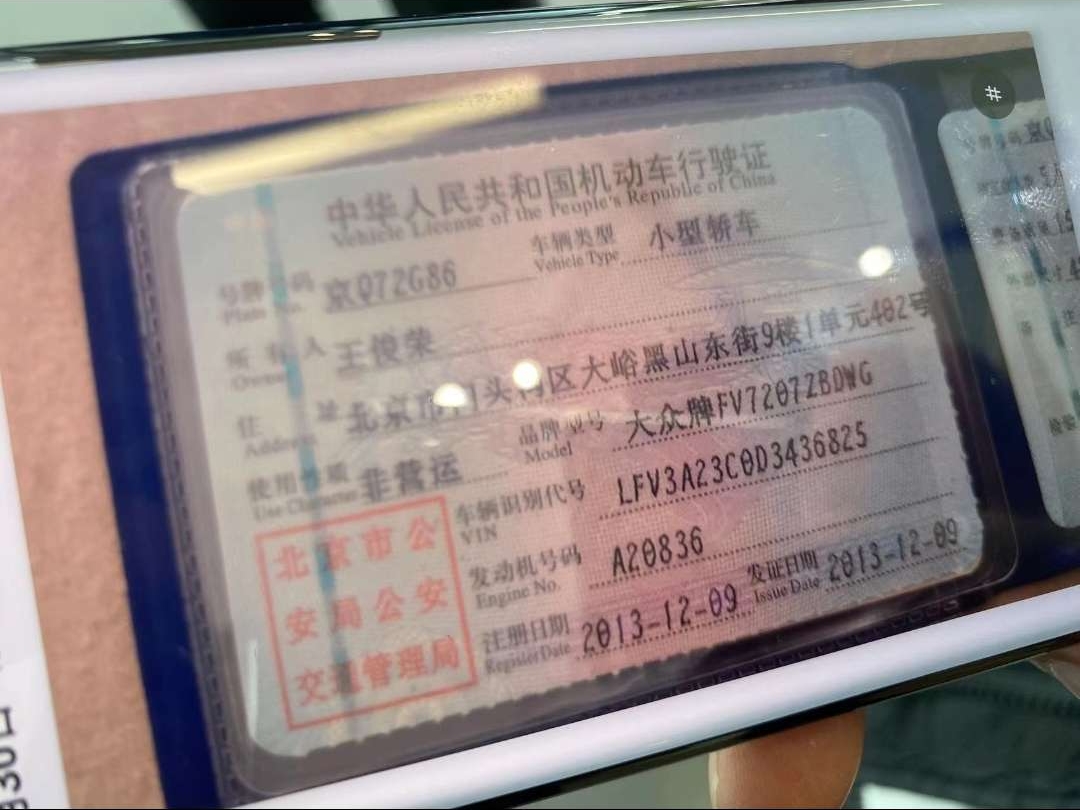 中华人民共和国机动车行驶证
Vehicle License of the People's Republic of China
号牌号码 京Q72G86 车辆类型 小型轿车
Plate No. Vehicle Type
所有人 王俊荣
Owner
住址 北京市门头沟区大峪黑山东街9楼1单元402号
Address
使用性质 非营运 品牌型号 大众牌FV7207ZBDWG
Use Character Model
车辆识别代号 LFV3A23C0D3436825
VIN
发动机号码 A20836
Engine No.
注册日期 2013-12-09 发证日期 2013-12-09
Register Date Issue Date
北京市公
安局公安
交通管理局
#